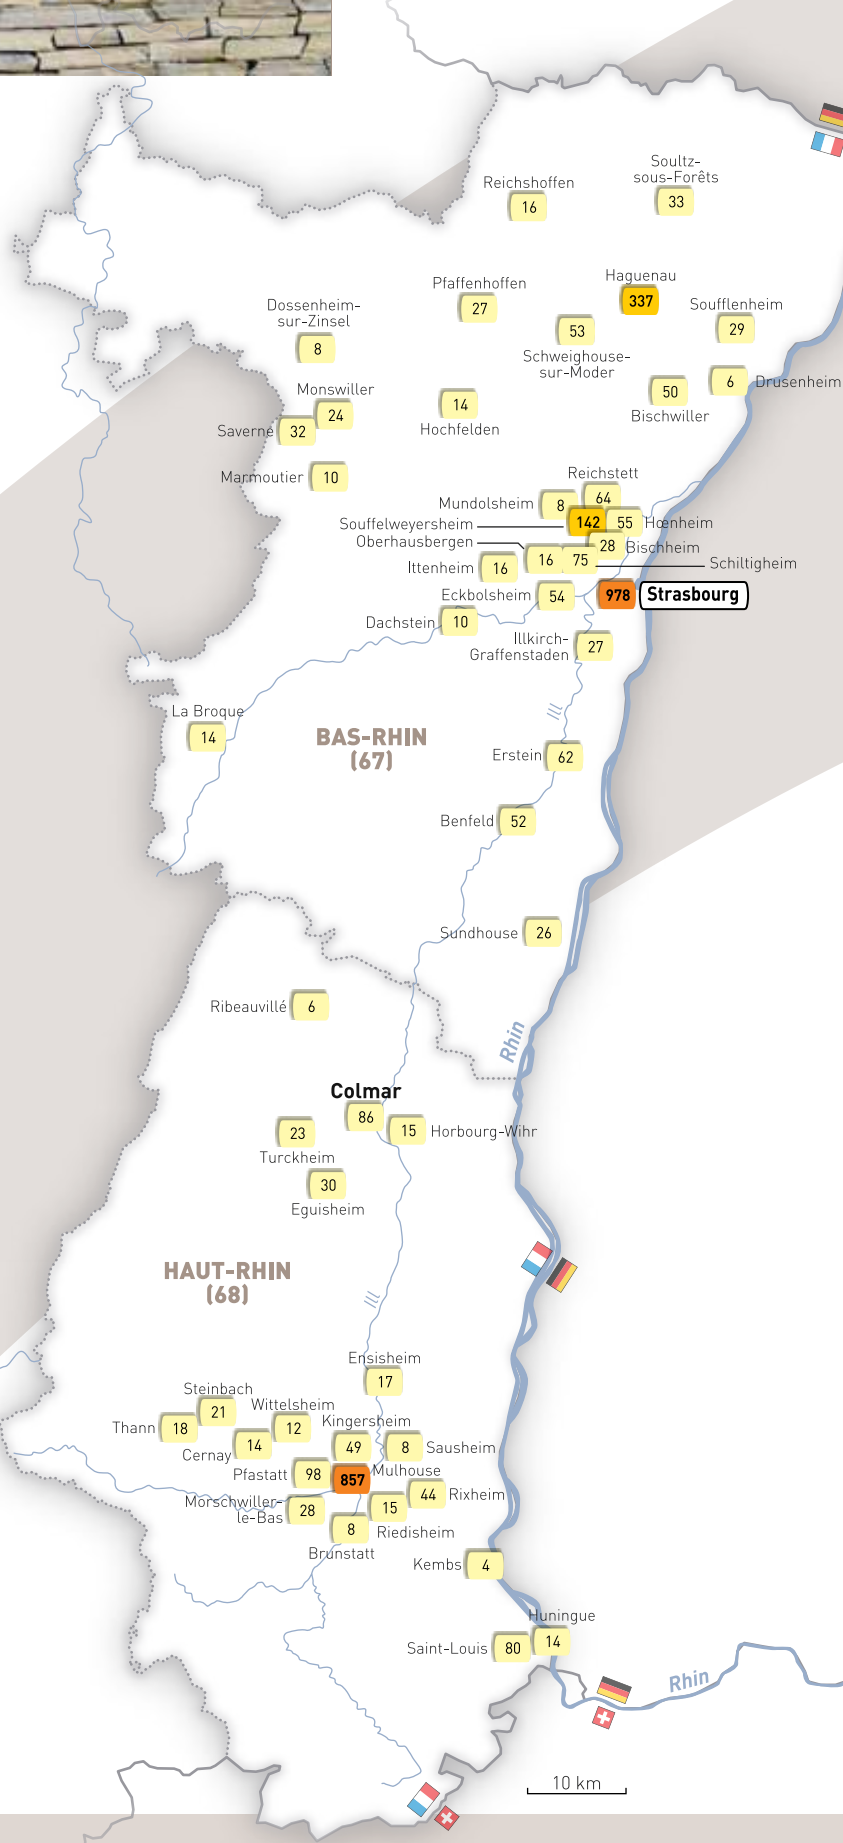 Soultz-
sous-Forêts
33
Reichshoffen
16
Haguenau
337
Pfaffenhoffen
27
Soufflenheim
29
Dossenheim-
sur-Zinsel
8
53
Schweighouse-
sur-Moder
6 Drusenheim
50
Bischwiller
Monswiller
24
14
Hochfelden
Saverne 32
Marmoutier 10
Reichstett
64
Mundolsheim 8
Souffelweyersheim 142 55 Hœnheim
Oberhausbergen 16
28 Bischheim
75 Schiltigheim
Ittenheim 16
Eckbolsheim 54
978 Strasbourg
Dachstein 10
Illkirch-
Graffenstaden 27
La Broque
14
BAS-RHIN
(67)
Erstein 62
Benfeld 52
Sundhouse 26
Ribeauvillé 6
Rhin
Colmar
86
15 Horbourg-Wihr
23
Turckheim
30
Eguisheim
HAUT-RHIN
(68)
Ensisheim
17
Steinbach
21
Wittelsheim
12
Thann 18
Kingersheim
49
Cernay 14
8 Sausheim
Pfastatt 98
857 Mulhouse
44 Rixheim
Morschwiller-
le-Bas 28
15
Riedisheim
8
Brunstatt
Kembs 4
Huningue
14
Saint-Louis 80
Rhin
10 km